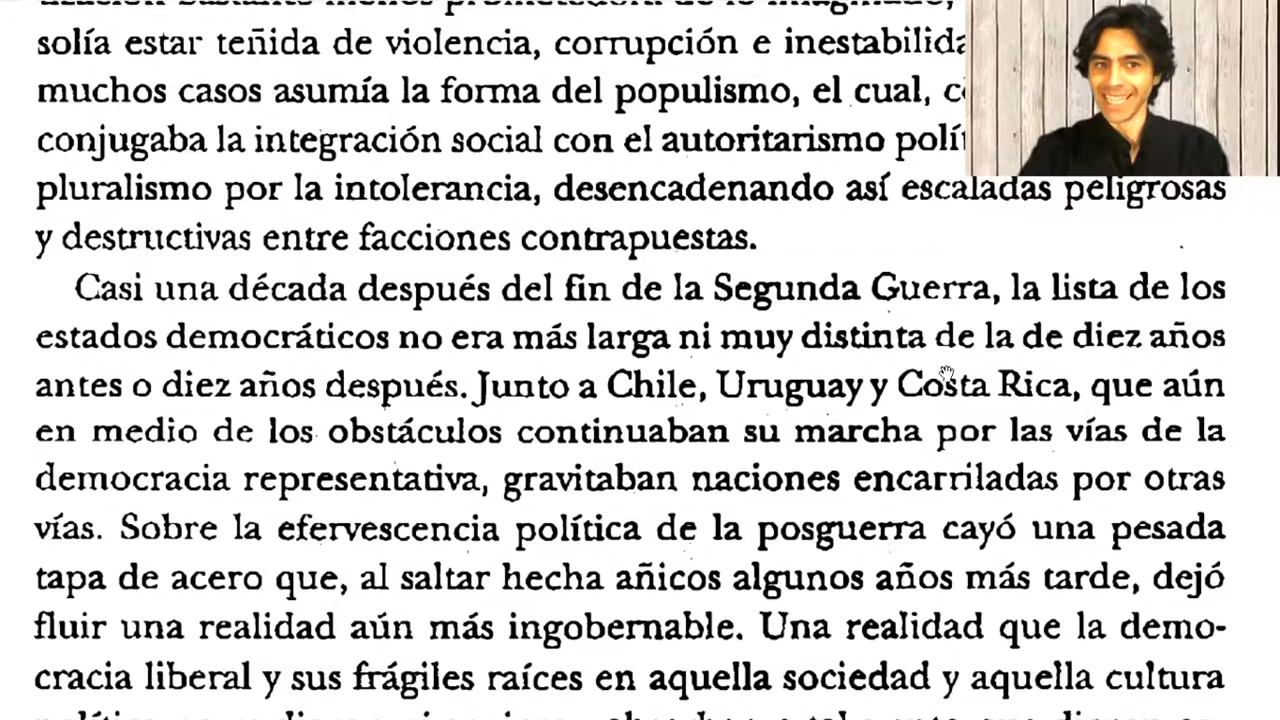 solía estar teñida de violencia, corrupción e
muchos casos asumía la forma del populismo, el cual,
conjugaba la integración social con el autoritarismo
pluralismo por la intolerancia, desencadenando así escaladas peligrosas
y destructivas entre facciones contrapuestas.
Casi una década después del fin de la Segunda Guerra, la lista de los
estados democráticos no era más larga ni muy distinta de la de diez años
antes o diez años después. Junto a Chile, Uruguay y Costa Rica, que aún
en medio de los obstáculos continuaban su marcha por las vías de la
democracia representativa, gravitaban naciones encarriladas por otras
vías. Sobre la efervescencia política de la posguerra cayó una pesada
tapa de acero que, al saltar hecha añicos algunos años más tarde, dejó
fluir una realidad aún más ingobernable. Una realidad que la demo-
cracia liberal y sus frágiles raíces en aquella sociedad y aquella cultura